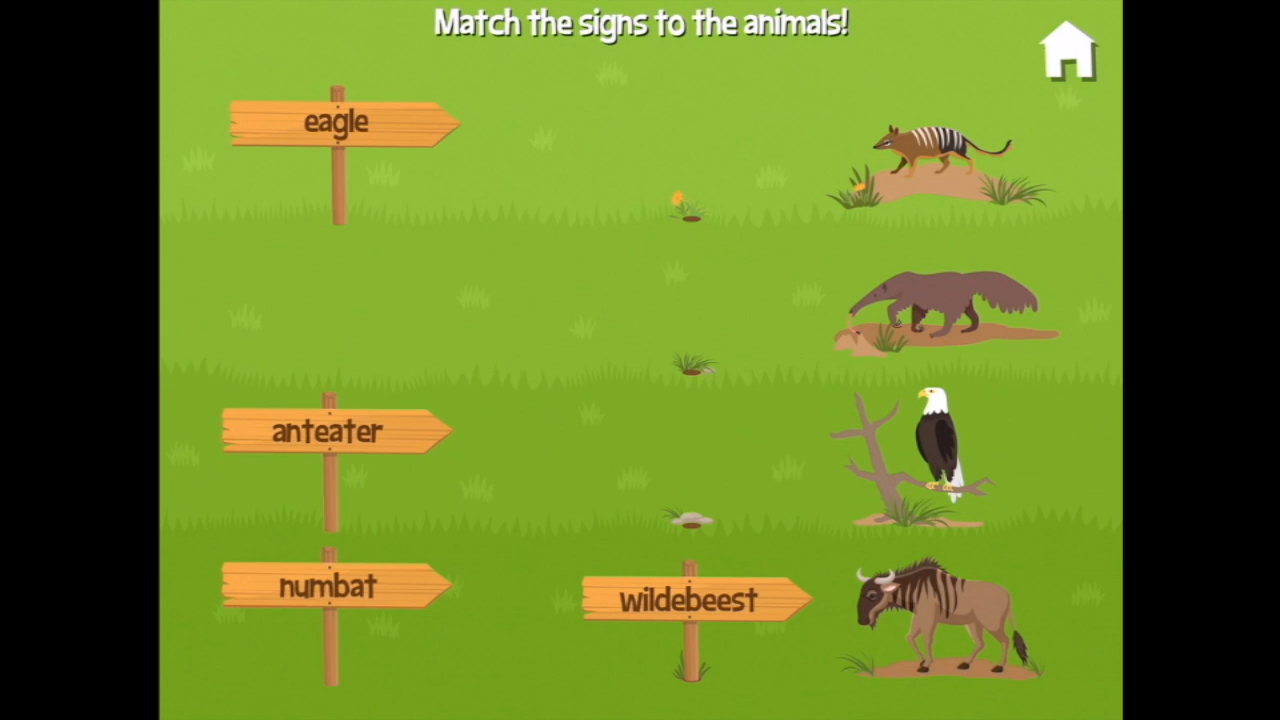 Match the signs to the animals!
eagle
anteater
numbat
wildebeest